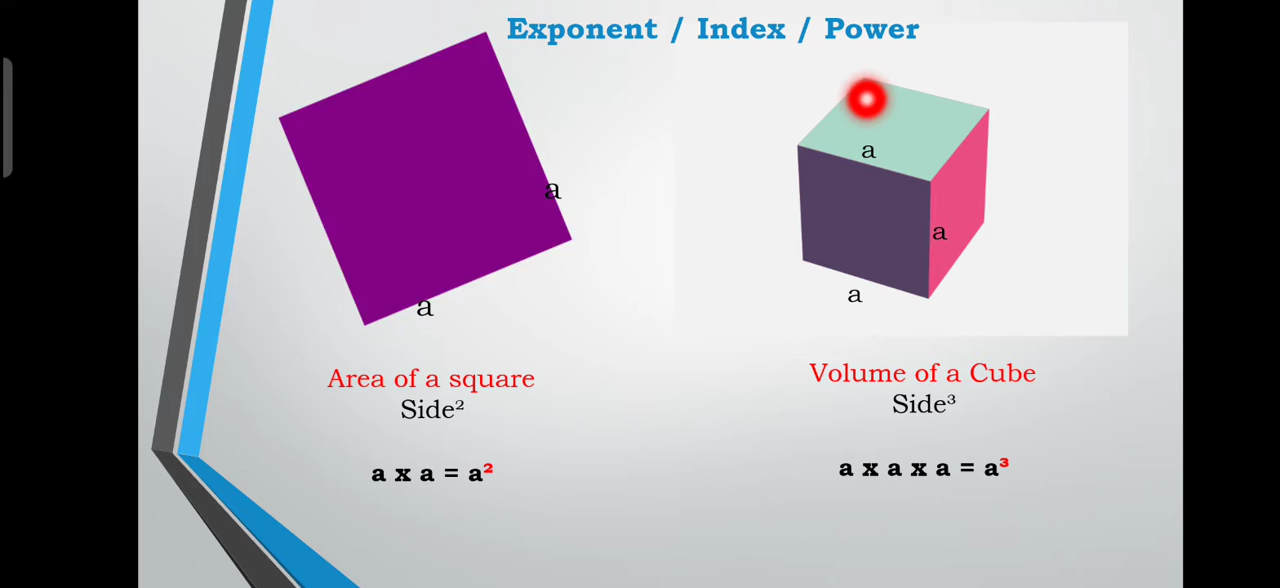 Exponent / Index / Power
a
a
Area of a square
Side²
a x a = a²
a
a
a
Volume of a Cube
Side³
a x a x a = a³